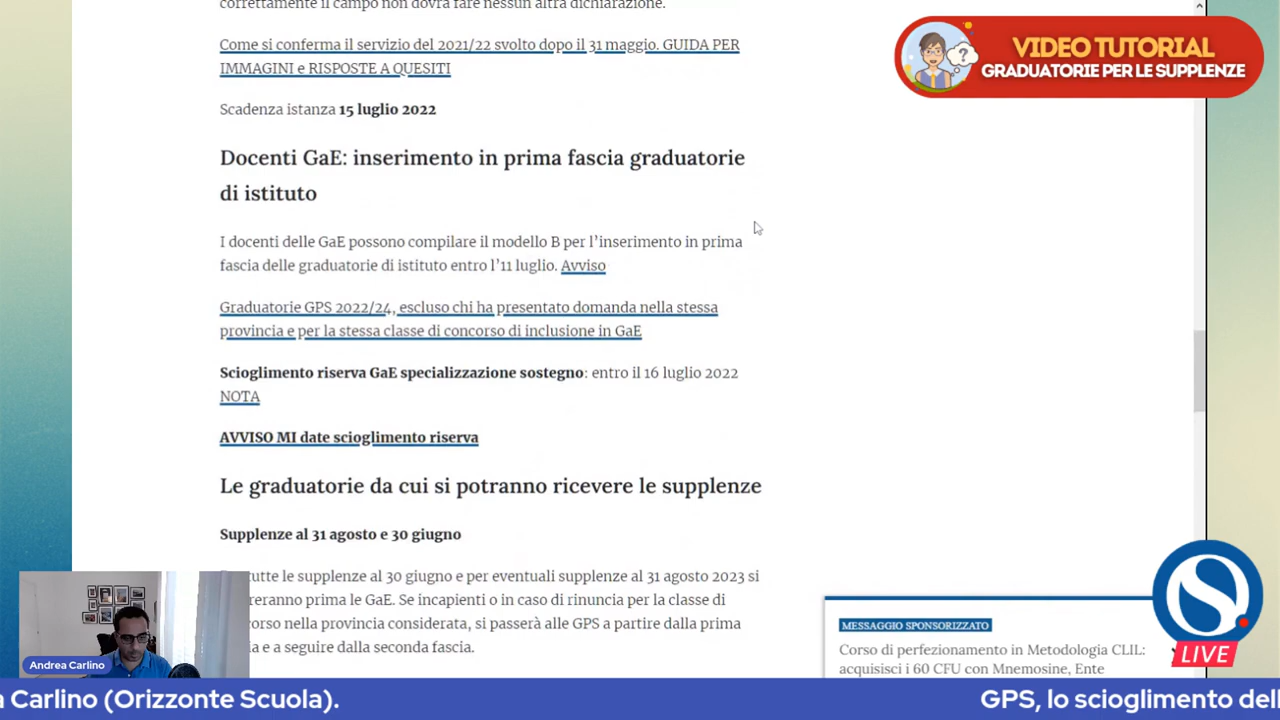 correttamente il campo non dovrà fare nessun'altra dichiarazione.
Come si conferma il servizio del 2021/22 svolto dopo il 31 maggio. GUIDA PER
IMMAGINI e RISPOSTE A QUESITI
Scadenza istanza 15 luglio 2022
Docenti GaE: inserimento in prima fascia graduatorie
di istituto
I docenti delle GaE possono compilare il modello B per l’inserimento in prima
fascia delle graduatorie di istituto entro l’11 luglio. Avviso
Graduatorie GPS 2022/24, escluso chi ha presentato domanda nella stessa
provincia e per la stessa classe di concorso di inclusione in GaE
Scioglimento riserva GaE specializzazione sostegno: entro il 16 luglio 2022
NOTA
AVVISO MI date scioglimento riserva
Le graduatorie da cui si potranno ricevere le supplenze
Supplenze al 31 agosto e 30 giugno
tutte le supplenze al 30 giugno e per eventuali supplenze al 31 agosto 2023 si
reranno prima le GaE. Se incapienti o in caso di rinuncia per la classe di
corso nella provincia considerata, si passerà alle GPS a partire dalla prima
a e a seguire dalla seconda fascia.
VIDEO TUTORIAL
GRADUATORIE PER LE SUPPLENZE
MESSAGGIO SPONSORIZZATO
Corso di perfezionamento in Metodologia CLIL:
acquisisci i 60 CFU con Mnemosine, Ente
S
LIVE
Andrea Carlino
a Carlino (Orizzonte Scuola). GPS, lo scioglimento dell